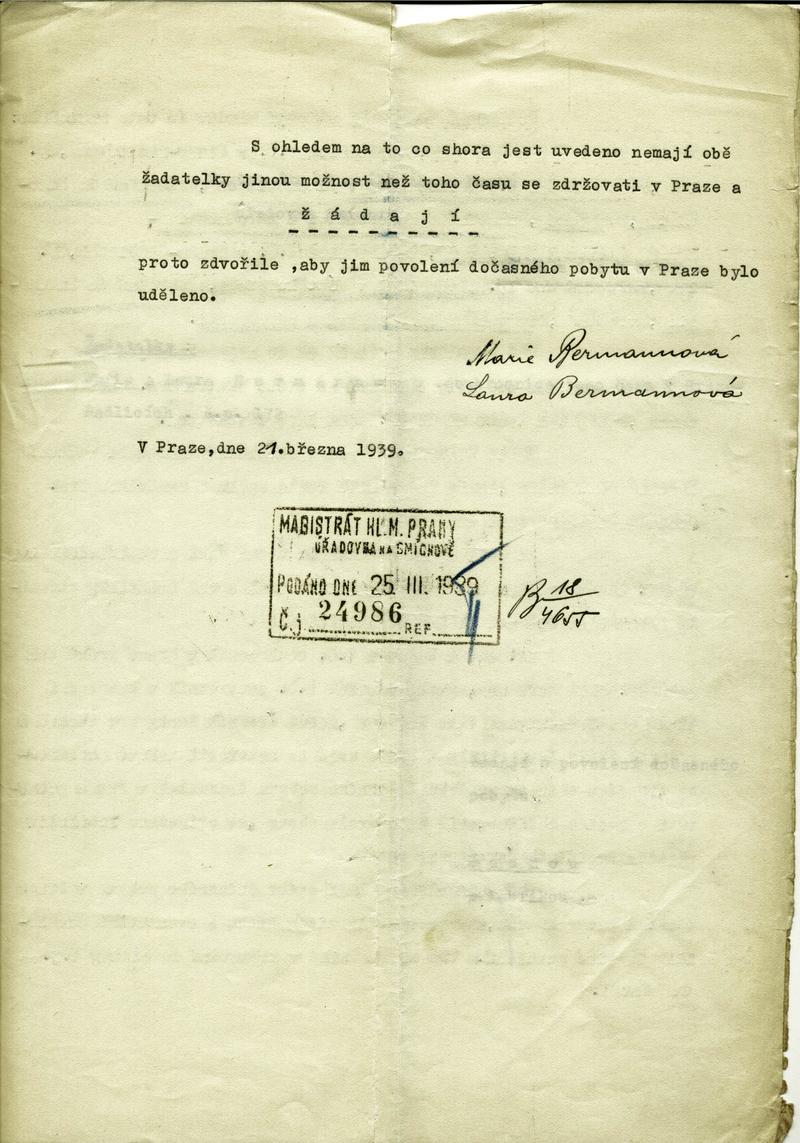 S ohledem na to co shora jest uvedeno nemají obě
žadatelky jinou možnost než toho času se zdržovati v Praze a
ž á d a j í
proto zdvořile ,aby jim povolení dočasného pobytu v Praze bylo
uděleno.
Marie Bermannová
Laura Bermannová
V Praze,dne 21.března 1939.
MAGISTRÁT HL. M. PRAHY
ÚŘADOVNA NA SMÍCHOVĚ
PODÁNO DNE 25. III. 1939
Č.j. 24986 REF.
B 18/4655